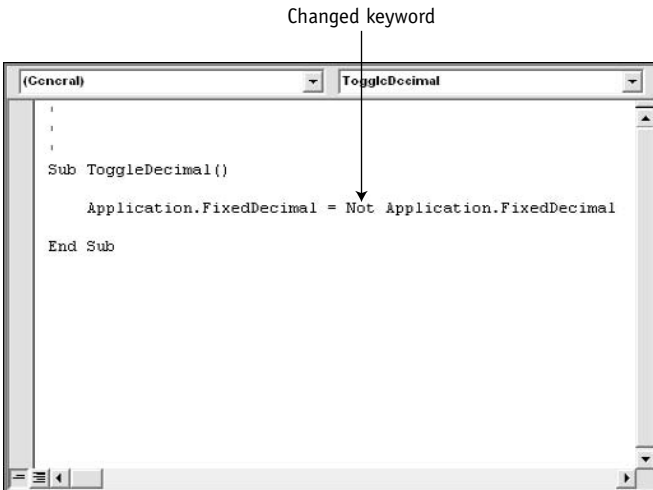 Changed keyword
(General) ToggleDecimal
'
'
'
Sub ToggleDecimal()
Application.FixedDecimal = Not Application.FixedDecimal
End Sub